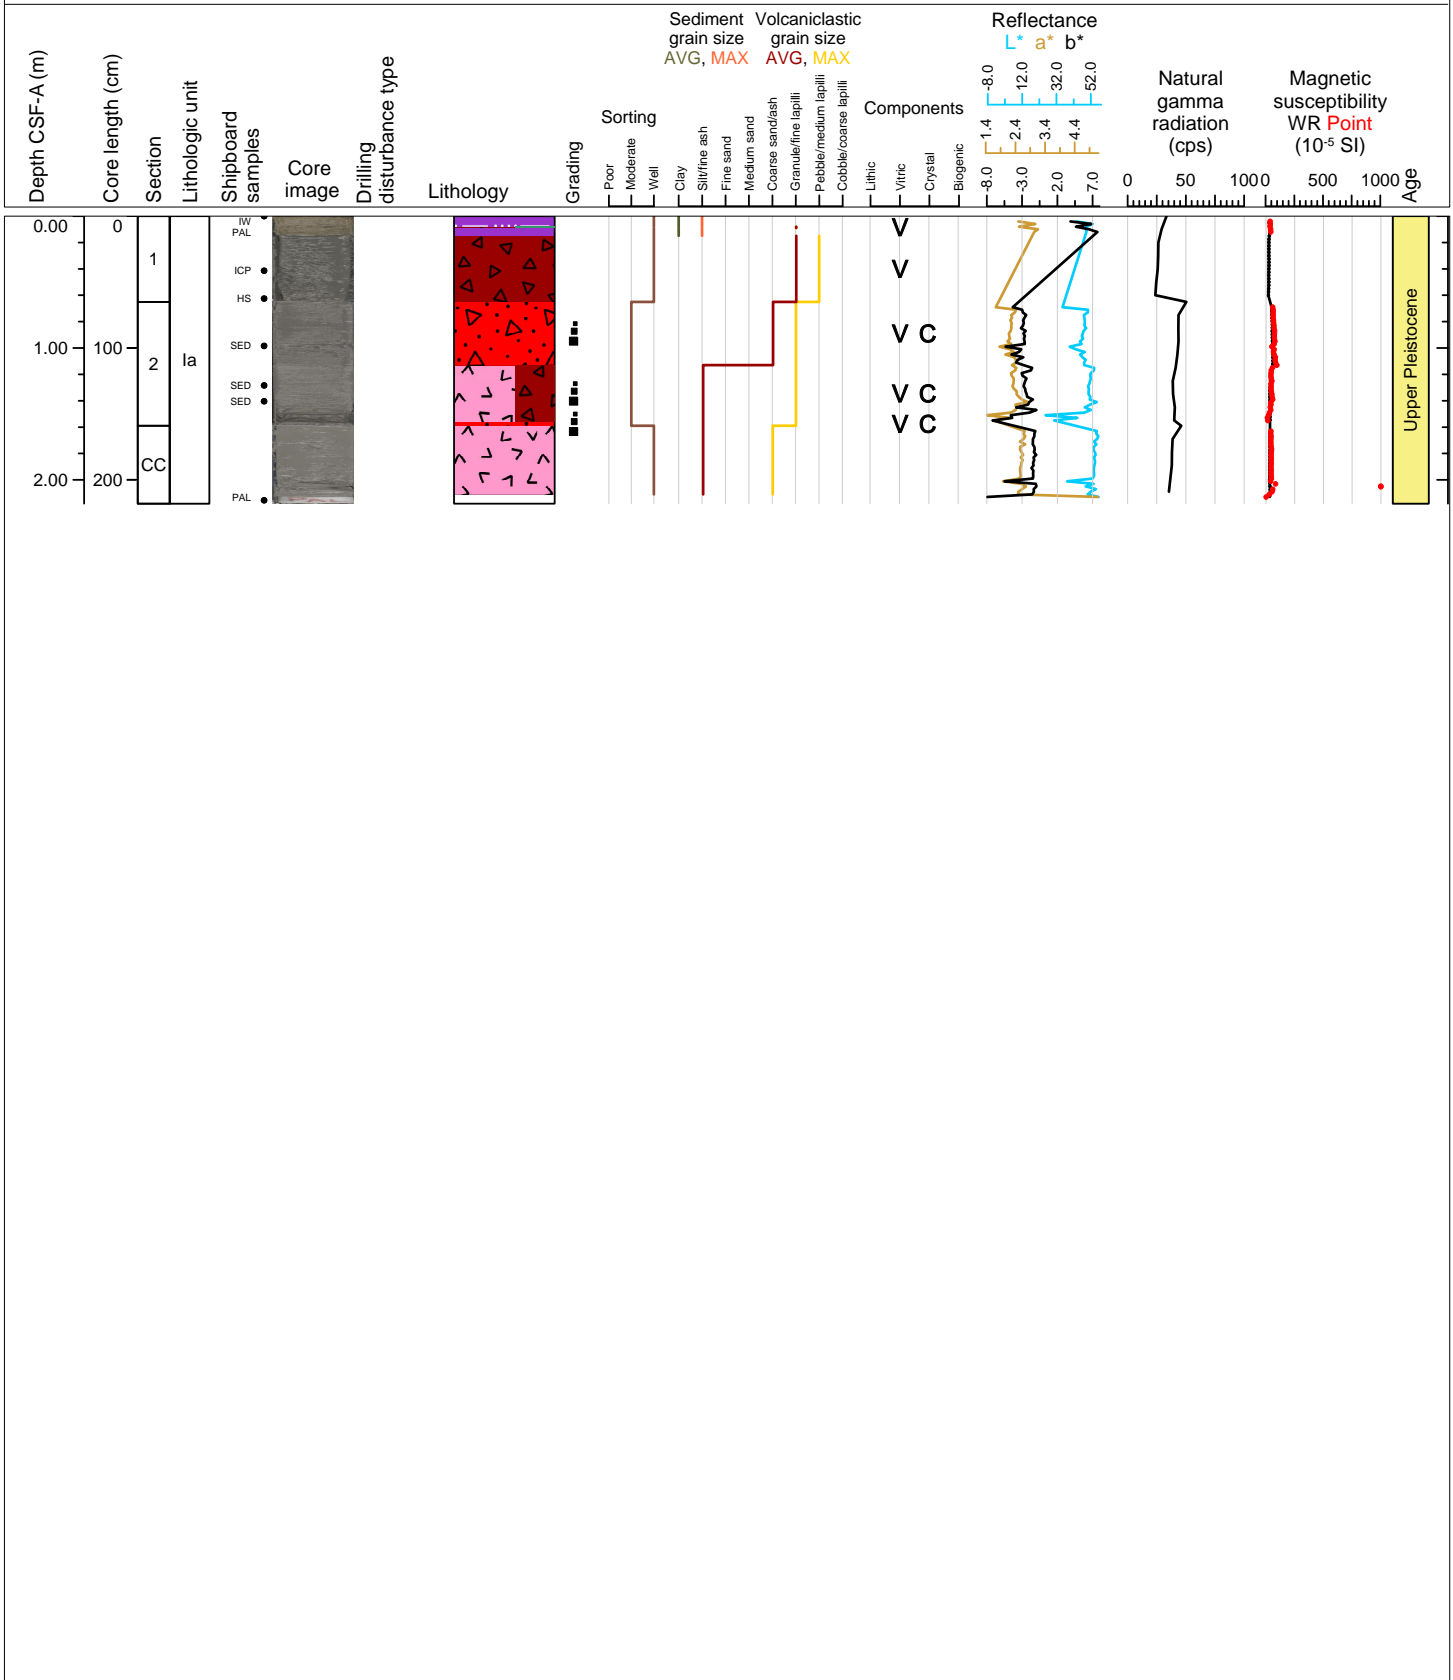 Depth CSF-A (m)
Core length (cm)
Section
Lithologic unit
Shipboard
samples
Core
image
Drilling
disturbance type
Lithology
Grading
Sorting
Poor
Moderate
Well
Sediment
grain size
AVG, MAX
Volcaniclastic
grain size
AVG, MAX
Clay
Silt/fine ash
Fine sand
Medium sand
Coarse sand/ash
Granule/fine lapilli
Pebble/medium lapilli
Cobble/coarse lapilli
Components
Lithic
Vitric
Crystal
Biogenic
Reflectance
L* a* b*
-8.0 12.0 32.0 52.0
1.4 2.4 3.4 4.4
-8.0 -3.0 2.0 7.0
Natural
gamma
radiation
(cps)
0 50 100
Magnetic
susceptibility
WR Point
(10-5 SI)
0 500 1000
Age
0.00
1.00
2.00
0
100
200
1
2
CC
Ia
IW
PAL
ICP
HS
SED
SED
SED
PAL
V
V
V C
V C
V C
Upper Pleistocene